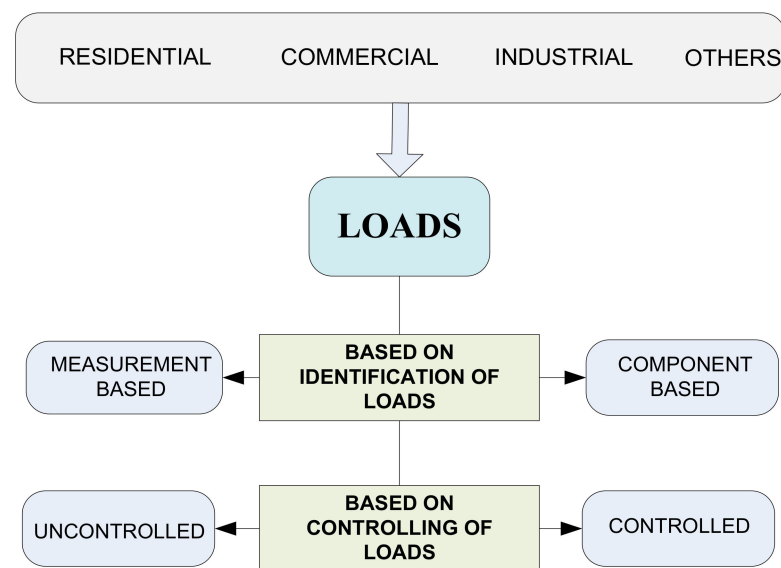 RESIDENTIAL COMMERCIAL INDUSTRIAL OTHERS
LOADS
MEASUREMENT
BASED
BASED ON
IDENTIFICATION OF
LOADS
COMPONENT
BASED
UNCONTROLLED
BASED ON
CONTROLLING OF
LOADS
CONTROLLED